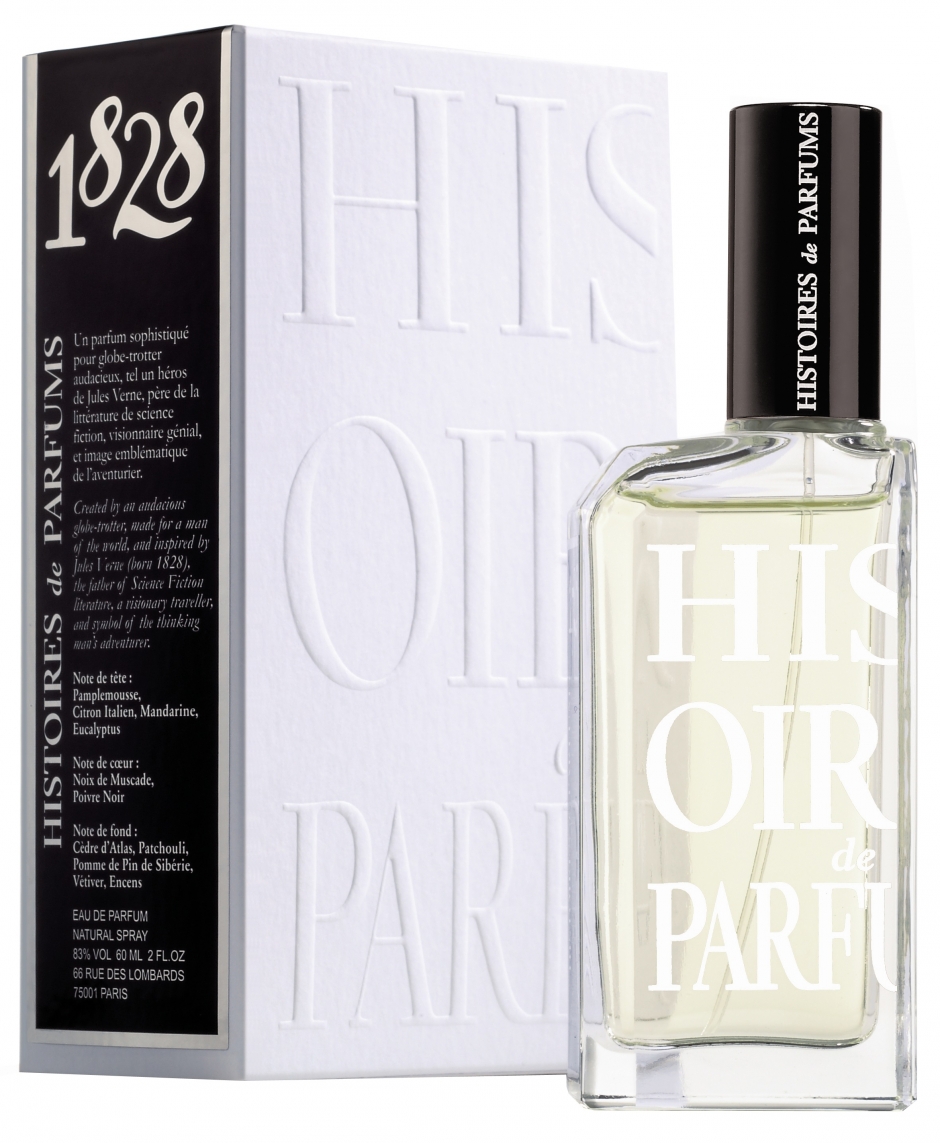 1828
HISTOIRES de PARFUMS
Un parfum sophistiqué
pour globe-trotter
audacieux, tel un héros
de Jules Verne, père de la
littérature de science
fiction, visionnaire génial,
et image emblématique
de l'aventurier.
Created by an audacious
globe-trotter, made for a man
of the world, and inspired by
Jules Verne (born 1828),
the father of Science Fiction
literature, a visionary traveller,
and symbol of the thinking
man's adventurer.
Note de tête :
Pamplemousse,
Citron Italien, Mandarine,
Eucalyptus
Note de cœur :
Noix de Muscade,
Poivre Noir
Note de fond :
Cèdre d'Atlas, Patchouli,
Pomme de Pin de Sibérie,
Vétiver, Encens
EAU DE PARFUM
NATURAL SPRAY
83% VOL 60 ML 2 FL.OZ
66 RUE DES LOMBARDS
75001 PARIS
HIS
OIR
PARF
HISTOIRES de PARFUMS
HIS
OIR
de
PARFU